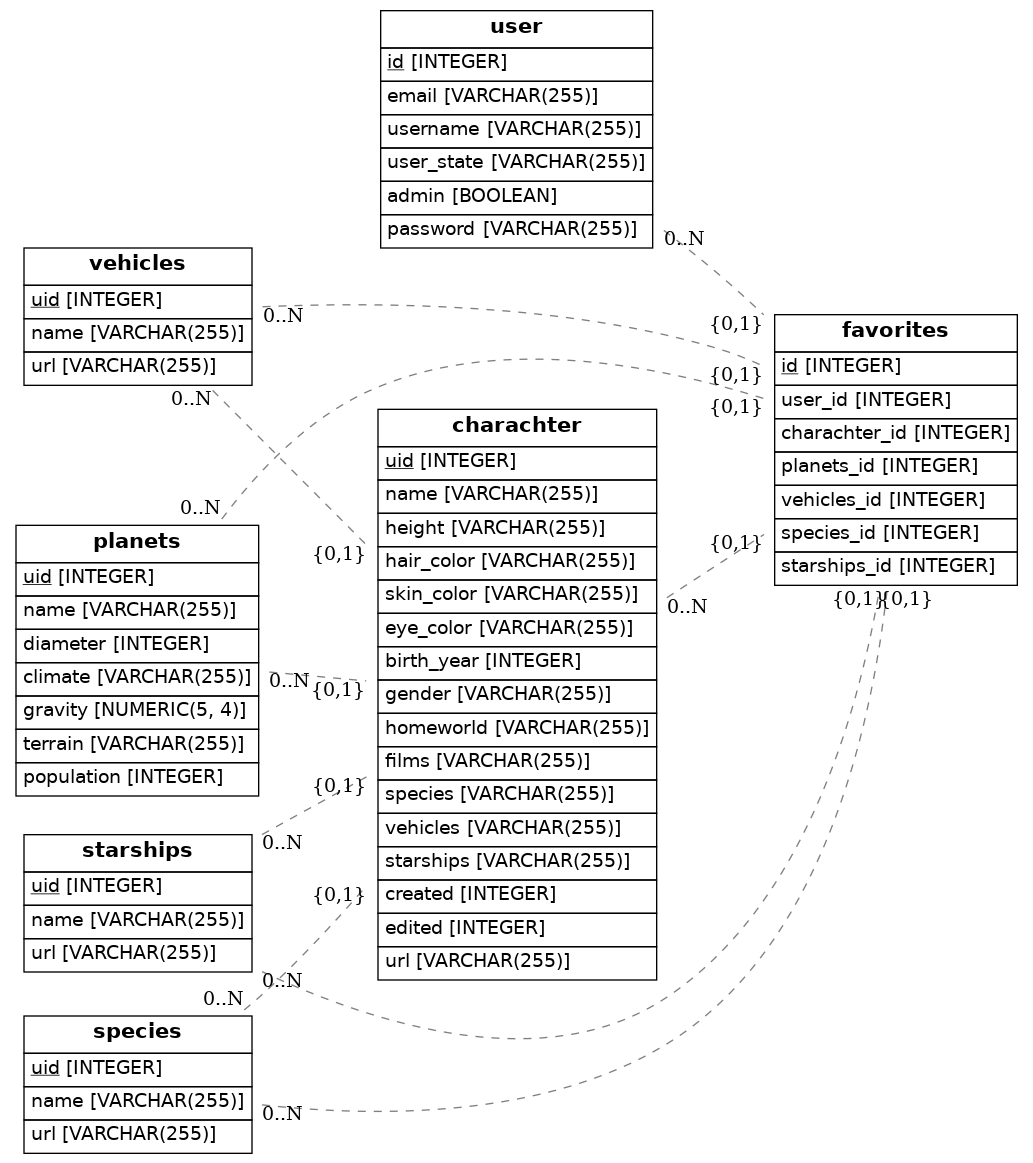 user
id [INTEGER]
email [VARCHAR(255)]
username [VARCHAR(255)]
user_state [VARCHAR(255)]
admin [BOOLEAN]
password [VARCHAR(255)]
0..N
{0,1}
vehicles
uid [INTEGER]
name [VARCHAR(255)]
url [VARCHAR(255)]
0..N
{0,1}
0..N
{0,1}
favorites
id [INTEGER]
user_id [INTEGER]
charachter_id [INTEGER]
planets_id [INTEGER]
vehicles_id [INTEGER]
species_id [INTEGER]
starships_id [INTEGER]
{0,1}
{0,1}
{0,1}
{0,1}
charachter
uid [INTEGER]
name [VARCHAR(255)]
height [VARCHAR(255)]
hair_color [VARCHAR(255)]
skin_color [VARCHAR(255)]
eye_color [VARCHAR(255)]
birth_year [INTEGER]
gender [VARCHAR(255)]
homeworld [VARCHAR(255)]
films [VARCHAR(255)]
species [VARCHAR(255)]
vehicles [VARCHAR(255)]
starships [VARCHAR(255)]
created [INTEGER]
edited [INTEGER]
url [VARCHAR(255)]
0..N
0..N
planets
uid [INTEGER]
name [VARCHAR(255)]
diameter [INTEGER]
climate [VARCHAR(255)]
gravity [NUMERIC(5, 4)]
terrain [VARCHAR(255)]
population [INTEGER]
0..N
{0,1}
starships
uid [INTEGER]
name [VARCHAR(255)]
url [VARCHAR(255)]
{0,1}
0..N
0..N
{0,1}
0..N
species
uid [INTEGER]
name [VARCHAR(255)]
url [VARCHAR(255)]
0..N